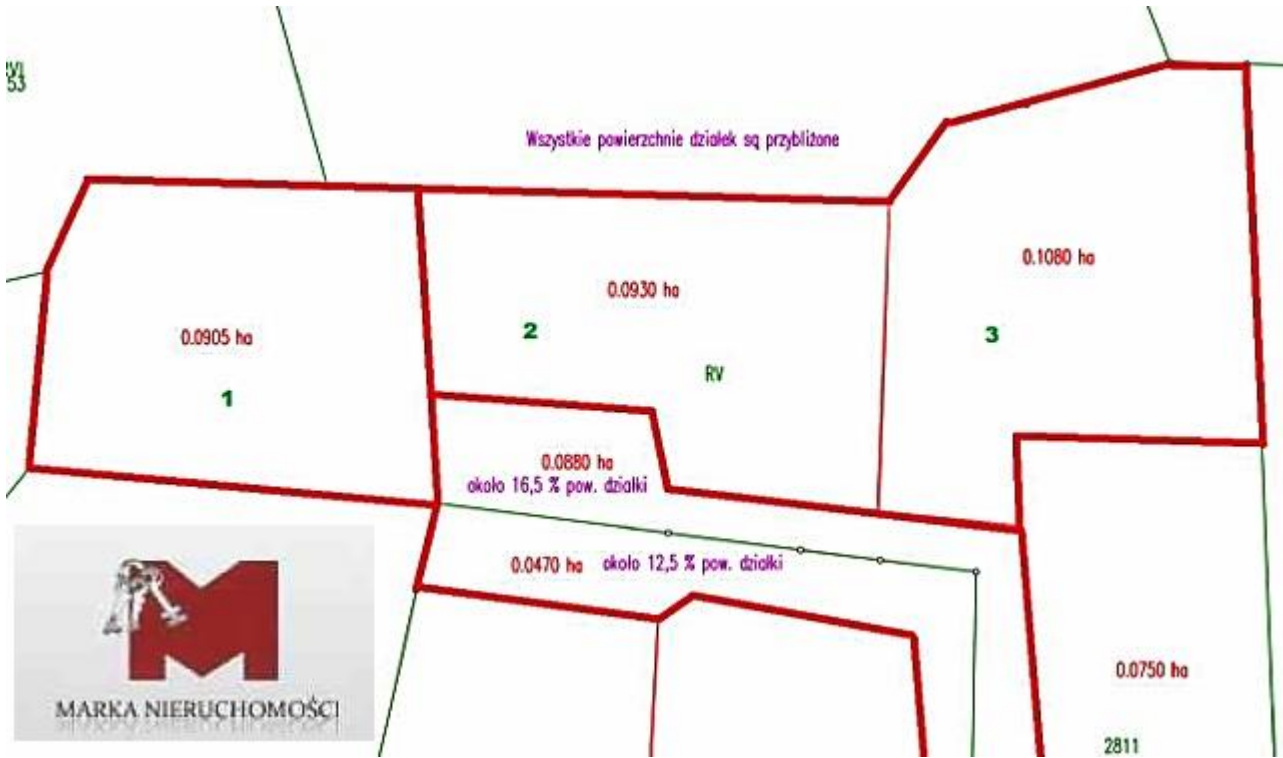 53
Wszystkie powierzchnie działek są przybliżone
0.1080 ha
0.0930 ha
2
3
0.0905 ha
RV
1
0.0880 ha
około 16,5 % pow. działki
0.0470 ha około 12,5 % pow. działki
0.0750 ha
2811
MARKA NIERUCHOMOŚCI